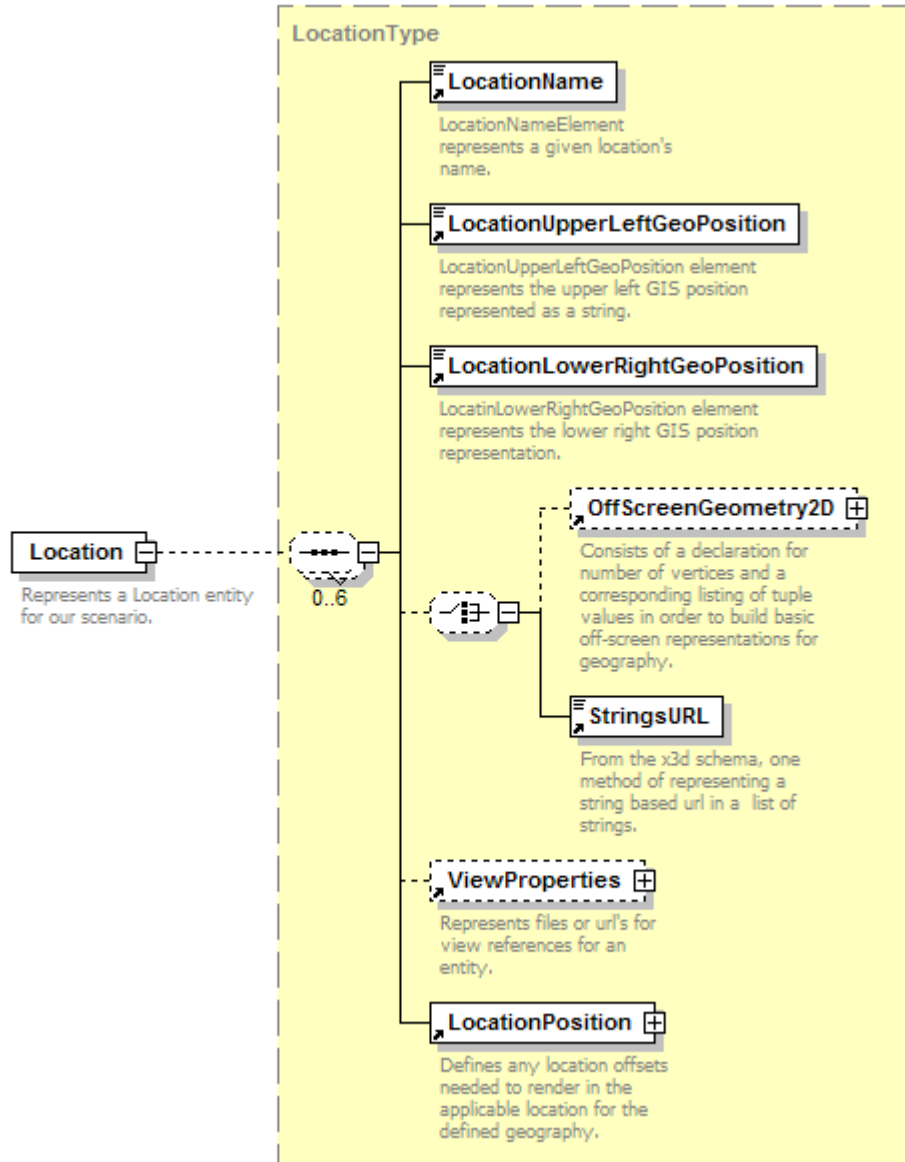 LocationType
LocationName
LocationNameElement
represents a given location's
name.
LocationUpperLeftGeoPosition
LocationUpperLeftGeoPosition element
represents the upper left GIS position
represented as a string.
LocationLowerRightGeoPosition
LocatinLowerRightGeoPosition element
represents the lower right GIS position
representation.
Location
Represents a Location entity
for our scenario.
0..6
OffScreenGeometry2D
Consists of a declaration for
number of vertices and a
corresponding listing of tuple
values in order to build basic
off-screen representations for
geography.
StringsURL
From the x3d schema, one
method of representing a
string based url in a list of
strings.
ViewProperties
Represents files or url's for
view references for an
entity.
LocationPosition
Defines any location offsets
needed to render in the
applicable location for the
defined geography.